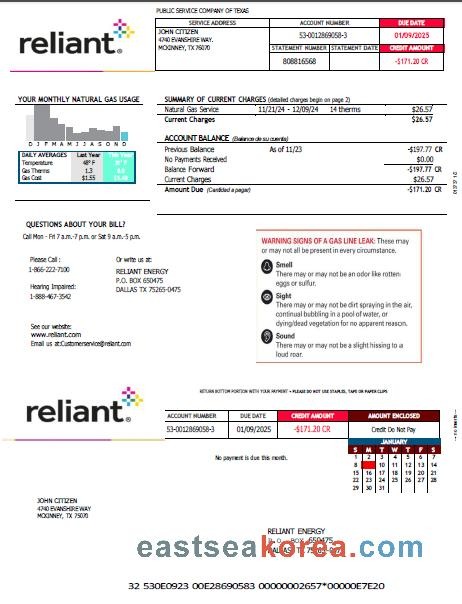 PUBLIC SERVICE COMPANY OF TEXAS
reliant
SERVICE ADDRESS ACCOUNT NUMBER DUE DATE
JOHN CITIZEN
4740 EVANSHIRE WAY.
MCKINNEY, TX 76070
53-0012869058-3 01/09/2025
STATEMENT NUMBER STATEMENT DATE CREDIT AMOUNT
808816568 -$171.20 CR
YOUR MONTHLY NATURAL GAS USAGE
D J F M A M J J A S O N D
DAILY AVERAGES Last Year This Year
Temperature 48° F
Gas Therms 1.3
Gas Cost $1.55
SUMMARY OF CURRENT CHARGES (detailed charges begin on page 2)
Natural Gas Service 11/21/24 - 12/09/24 14 therms $26.57
Current Charges $26.57
ACCOUNT BALANCE (Balance de su cuenta)
Previous Balance As of 11/23 -$197.77 CR
No Payments Received $0.00
Balance Forward -$197.77 CR
Current Charges $26.57
Amount Due (Cantidad a pagar) -$171.20 CR
QUESTIONS ABOUT YOUR BILL?
Call Mon - Fri 7 a.m.-7 p.m. or Sat 9 a.m.-5 p.m.
Please Call :
1-866-222-7100
Hearing Impaired:
1-888-467-3542
Or write us at:
RELIANT ENERGY
P.O. BOX 650475
DALLAS TX 75265-0475
See our website:
www.reliant.com
Email us at:Customerservice@reliant.com
WARNING SIGNS OF A GAS LINE LEAK: These may
or may not all be present in every circumstance.
Smell
There may or may not be an odor like rotten
eggs or sulfur.
Sight
There may or may not be dirt spraying in the air,
continual bubbling in a pool of water, or
dying/dead vegetation for no apparent reason.
Sound
There may or may not be a slight hissing to a
loud roar.
RETURN BOTTOM PORTION WITH YOUR PAYMENT • PLEASE DO NOT USE STAPLES, TAPE OR PAPER CLIPS
reliant
ACCOUNT NUMBER DUE DATE CREDIT AMOUNT AMOUNT ENCLOSED
53-0012869058-3 01/09/2025 -$171.20 CR Credit Do Not Pay
No payment is due this month.
JANUARY
S M T W T F S
1 2 3 4 5 6 7
8 10 11 12 13 14
15 16 17 18 19 20 21
22 23 24 25 26 27 28
29 30 31
JOHN CITIZEN
4740 EVANSHIRE WAY
MCKINNEY, TX 75070
RELIANT ENERGY
P.O. BOX 650475
DALLAS TX 75265-0475
eastseakorea.com
32 530E0923 00E28690583 00000002657*00000E7E20